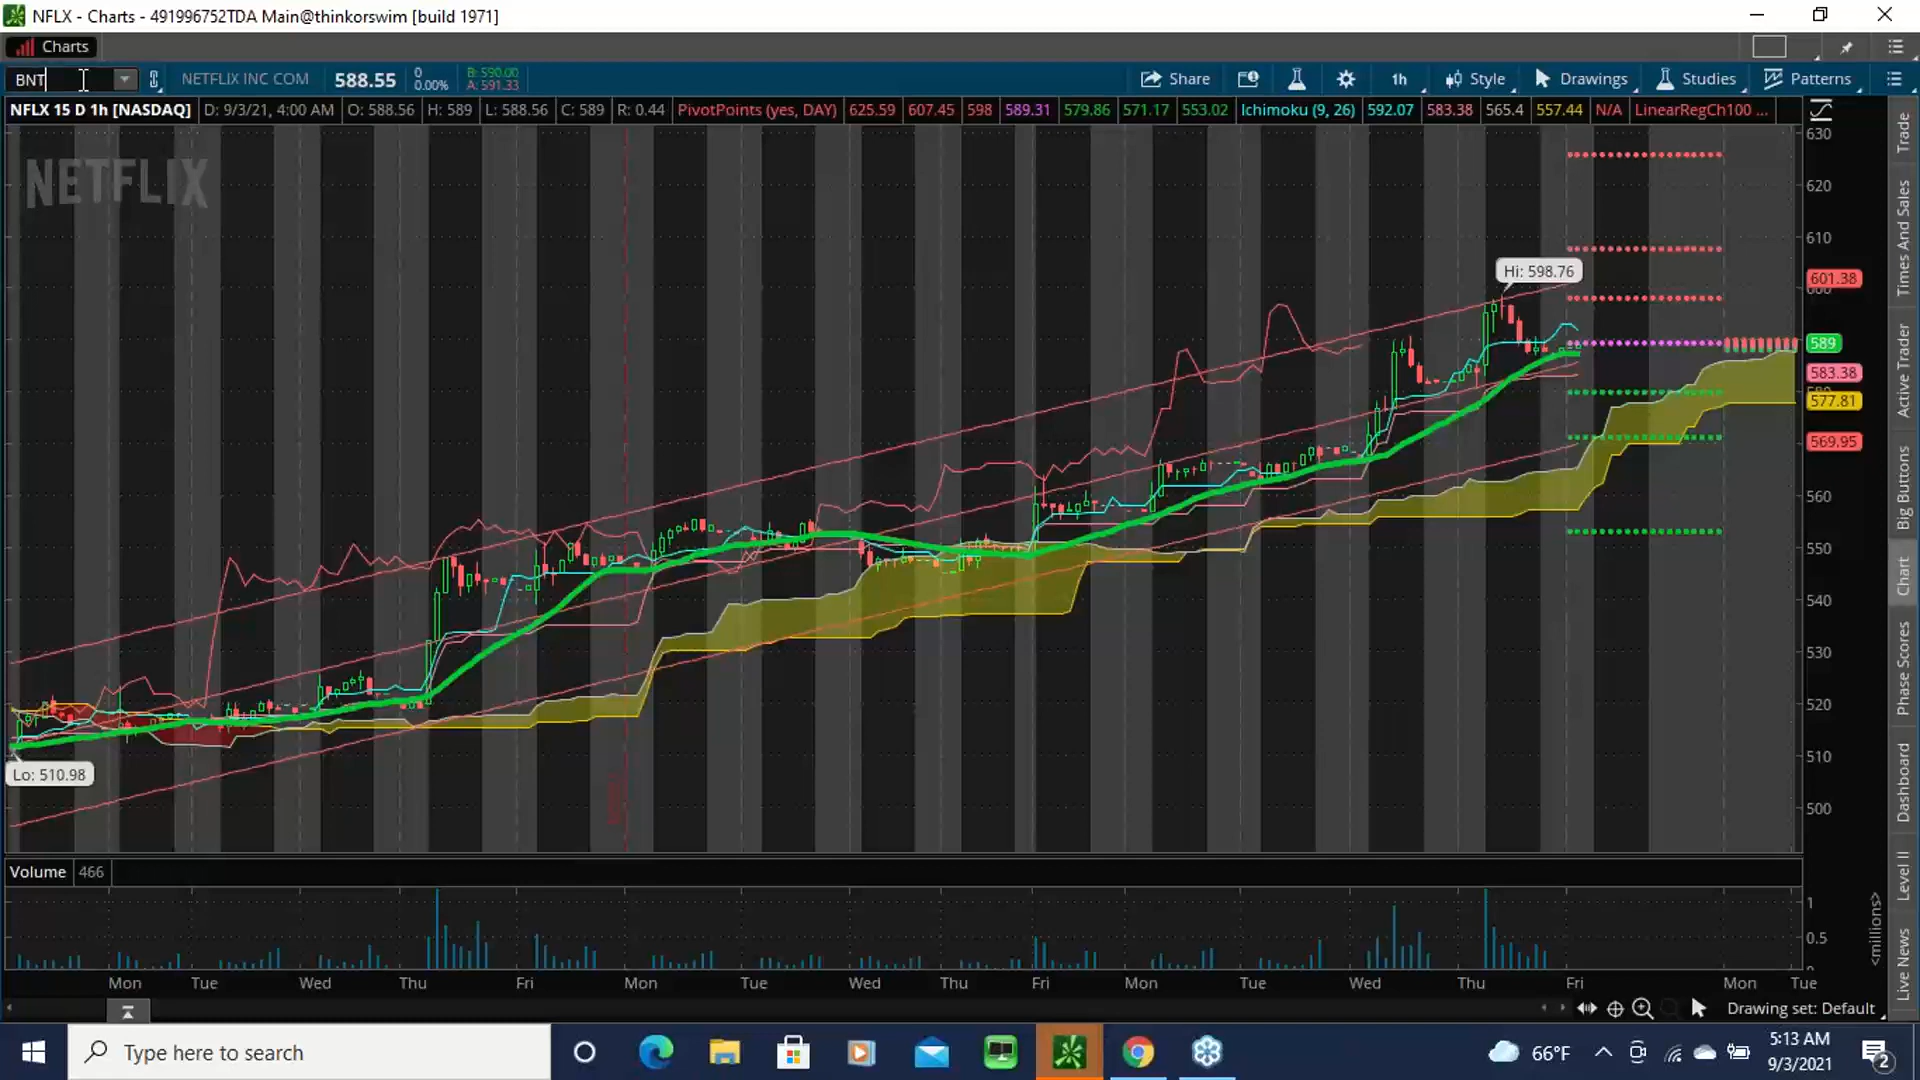 NFLX - Charts - 491996752TDA Main@thinkorswim [build 1971]
Charts
BNT NETFLIX INC COM 588.55 0 0.00% B: 590.00 A: 591.33 Share 1h Style Drawings Studies Patterns
NFLX 15 D 1h [NASDAQ] D: 9/3/21, 4:00 AM O: 588.56 H: 589 L: 588.56 C: 589 R: 0.44 PivotPoints (yes, DAY) 625.59 607.45 598 589.31 579.86 571.17 553.02 Ichimoku (9, 26) 592.07 583.38 565.4 557.44 N/A LinearRegCh100 ...
NETFLIX
630
620
610
Hi: 598.76
601.38
589
583.38
577.81
569.95
560
550
540
530
520
510
500
Lo: 510.98
Trade
Times And Sales
Active Trader
Big Buttons
Chart
Phase Scores
Dashboard
Level II
Live News
Volume 466
1
0.5
<millions>
Mon Tue Wed Thu Fri Mon Tue Wed Thu Fri Mon Tue Wed Thu Fri Mon Tue
Drawing set: Default
Type here to search
66°F
5:13 AM
9/3/2021
2